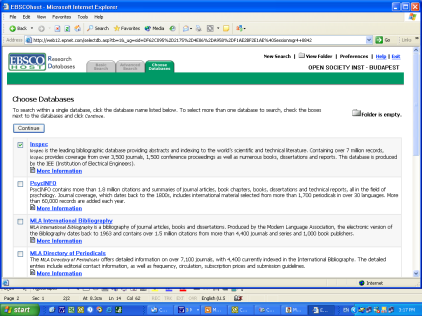 EBSCOhost - Microsoft Internet Explorer
File Edit View Favorites Tools Help
Back Search Favorites Media
Address Go Links
New Search | View Folder | Preferences | Help | Exit
EBSCO HOST Research Databases
Basic Search Advanced Search Choose Databases
OPEN SOCIETY INST - BUDAPEST
Choose Databases
To search within a single database, click the database name listed below. To select more than one database to search, check the boxes
next to the databases and click Continue.
Folder is empty.
Continue
Inspec
Inspec is the leading bibliographic database providing abstracts and indexing to the world's scientific and technical literature. Containing over 7 million records,
Inspec provides coverage from over 3,500 journals, 1,500 conference proceedings as well as numerous books, dissertations and reports. The database is produced
by the IEE (Institution of Electrical Engineers).
More Information
PsycINFO
PsycINFO contains more than 1.8 million citations and summaries of journal articles, book chapters, books, dissertations and technical reports, all in the field of
psychology. Journal coverage, which dates back to the 1800s, includes international material selected from more than 1,700 periodicals in over 30 languages. More
than 60,000 records are added each year.
More Information
MLA International Bibliography
MLA International Bibliography is a bibliography of journal articles, books and dissertations. Produced by the Modern Language Association, the electronic version of
the Bibliography dates back to 1963 and contains over 1.5 million citations from more than 4,400 journals and series and 1,000 book publishers.
More Information
MLA Directory of Periodicals
The MLA Directory of Periodicals offers detailed information on over 7,100 journals, with 4,400 currently indexed in the International Bibliography. The detailed
entries include editorial contact information, as well as frequency, circulation, subscription prices and submission guidelines.
More Information
Internet
Page 2 Sec 1 2/2 At 8.2cm Ln 14 Col 62 REC TRK EXT OVR English (U.S
start EN 3:17 PM